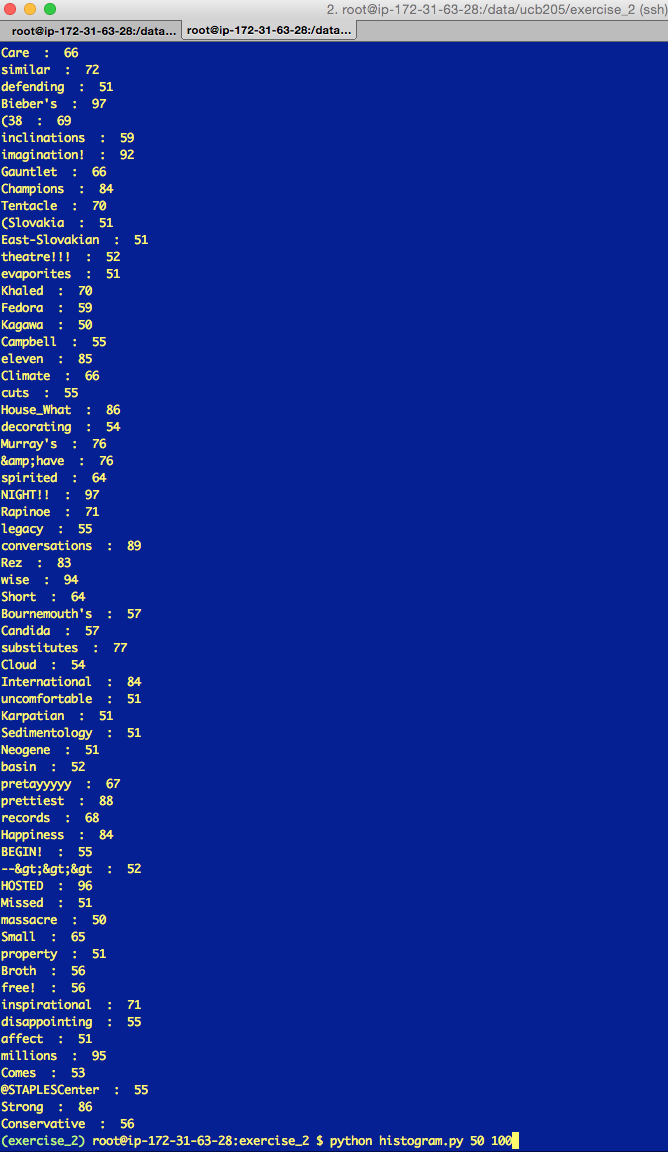 2. root@ip-172-31-63-28:/data/ucb205/exercise_2 (ssh)
root@ip-172-31-63-28:/data... root@ip-172-31-63-28:/data...
Care : 66
similar : 72
defending : 51
Bieber's : 97
(38 : 69
inclinations : 59
imagination! : 92
Gauntlet : 66
Champions : 84
Tentacle : 70
(Slovakia : 51
East-Slovakian : 51
theatre!!! : 52
evaporites : 51
Khaled : 70
Fedora : 59
Kagawa : 50
Campbell : 55
eleven : 85
Climate : 66
cuts : 55
House_What : 86
decorating : 54
Murray's : 76
&amp;have : 76
spirited : 64
NIGHT!! : 97
Rapinoe : 71
legacy : 55
conversations : 89
Rez : 83
wise : 94
Short : 64
Bournemouth's : 57
Candida : 57
substitutes : 77
Cloud : 54
International : 84
uncomfortable : 51
Karpatian : 51
Sedimentology : 51
Neogene : 51
basin : 52
pretayyyyy : 67
prettiest : 88
records : 68
Happiness : 84
BEGIN! : 55
--&gt;&gt;&gt : 52
HOSTED : 96
Missed : 51
massacre : 50
Small : 65
property : 51
Broth : 56
free! : 56
inspirational : 71
disappointing : 55
affect : 51
millions : 95
Comes : 53
@STAPLESCenter : 55
Strong : 86
Conservative : 56
(exercise_2) root@ip-172-31-63-28:exercise_2 $ python histogram.py 50 100